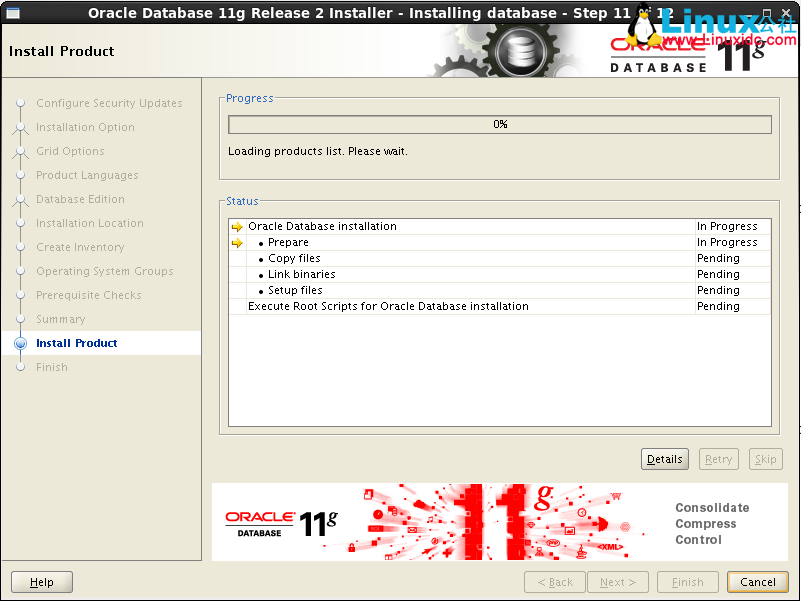 Oracle Database 11g Release 2 Installer - Installing database - Step 11 of 12
Linux公社
www.Linuxidc.com
Install Product
ORACLE
DATABASE 11g
Configure Security Updates
Installation Option
Grid Options
Product Languages
Database Edition
Installation Location
Create Inventory
Operating System Groups
Prerequisite Checks
Summary
Install Product
Finish
Progress
0%
Loading products list. Please wait.
Status
Oracle Database installation In Progress
• Prepare In Progress
• Copy files Pending
• Link binaries Pending
• Setup files Pending
Execute Root Scripts for Oracle Database installation Pending
Details Retry Skip
ORACLE
DATABASE 11g
11g
<XML>
Consolidate
Compress
Control
Help < Back Next > Finish Cancel